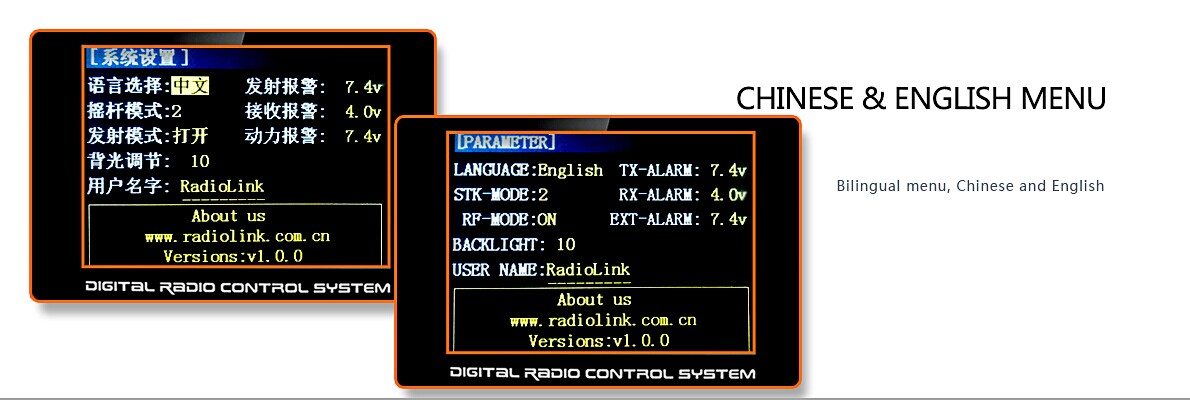 [系统设置]
语言选择:中文 发射报警: 7.4v
摇杆模式:2 接收报警: 4.0v
发射模式:打开 动力报警: 7.4v
背光调节: 10
用户名字: RadioLink
About us
www.radiolink.com.cn
Versions:v1.0.0
DIGITAL RADIO CONTROL SYSTEM
[PARAMETER]
LANGUAGE:English TX-ALARM: 7.4v
STK-MODE:2 RX-ALARM: 4.0v
RF-MODE:ON EXT-ALARM: 7.4v
BACKLIGHT: 10
USER NAME:RadioLink
About us
www.radiolink.com.cn
Versions:v1.0.0
DIGITAL RADIO CONTROL SYSTEM
CHINESE & ENGLISH MENU
Bilingual menu, Chinese and English